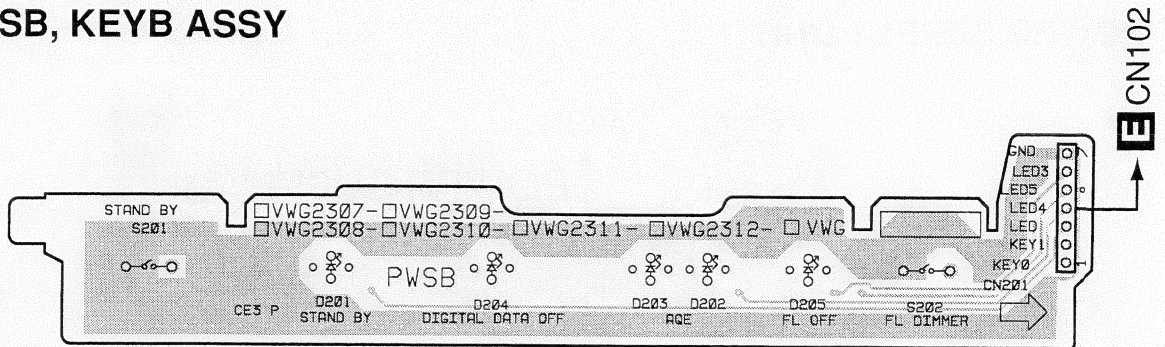 SB, KEYB ASSY
E CN102
GND 7
LED3
LED5
LED4
LED
KEY1
KEY0 1
CN201
STAND BY
S201
□VWG2307-□VWG2309-
□VWG2308-□VWG2310-□VWG2311-□VWG2312-□VWG
PWSB
CE3 P
D201
STAND BY
D204
DIGITAL DATA OFF
D203 D202
AQE
D205
FL OFF
S202
FL DIMMER